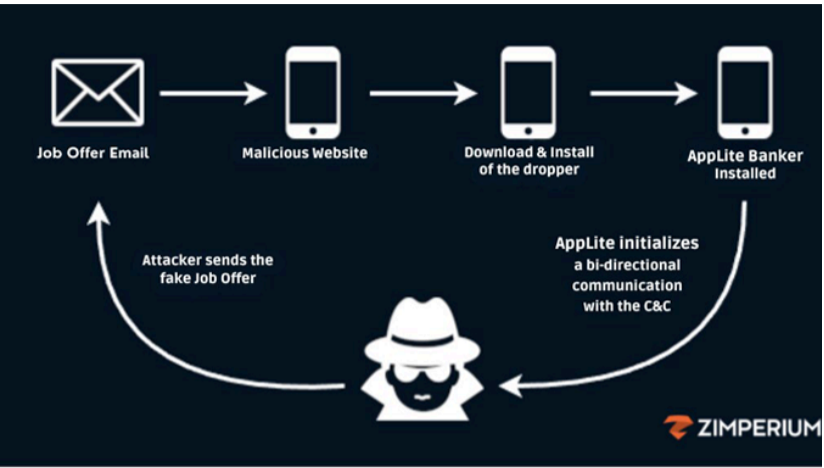 Job Offer Email
Malicious Website
Download & Install
of the dropper
AppLite Banker
Installed
Attacker sends the
fake Job Offer
AppLite initializes
a bi-directional
communication
with the C&C
ZIMPERIUM